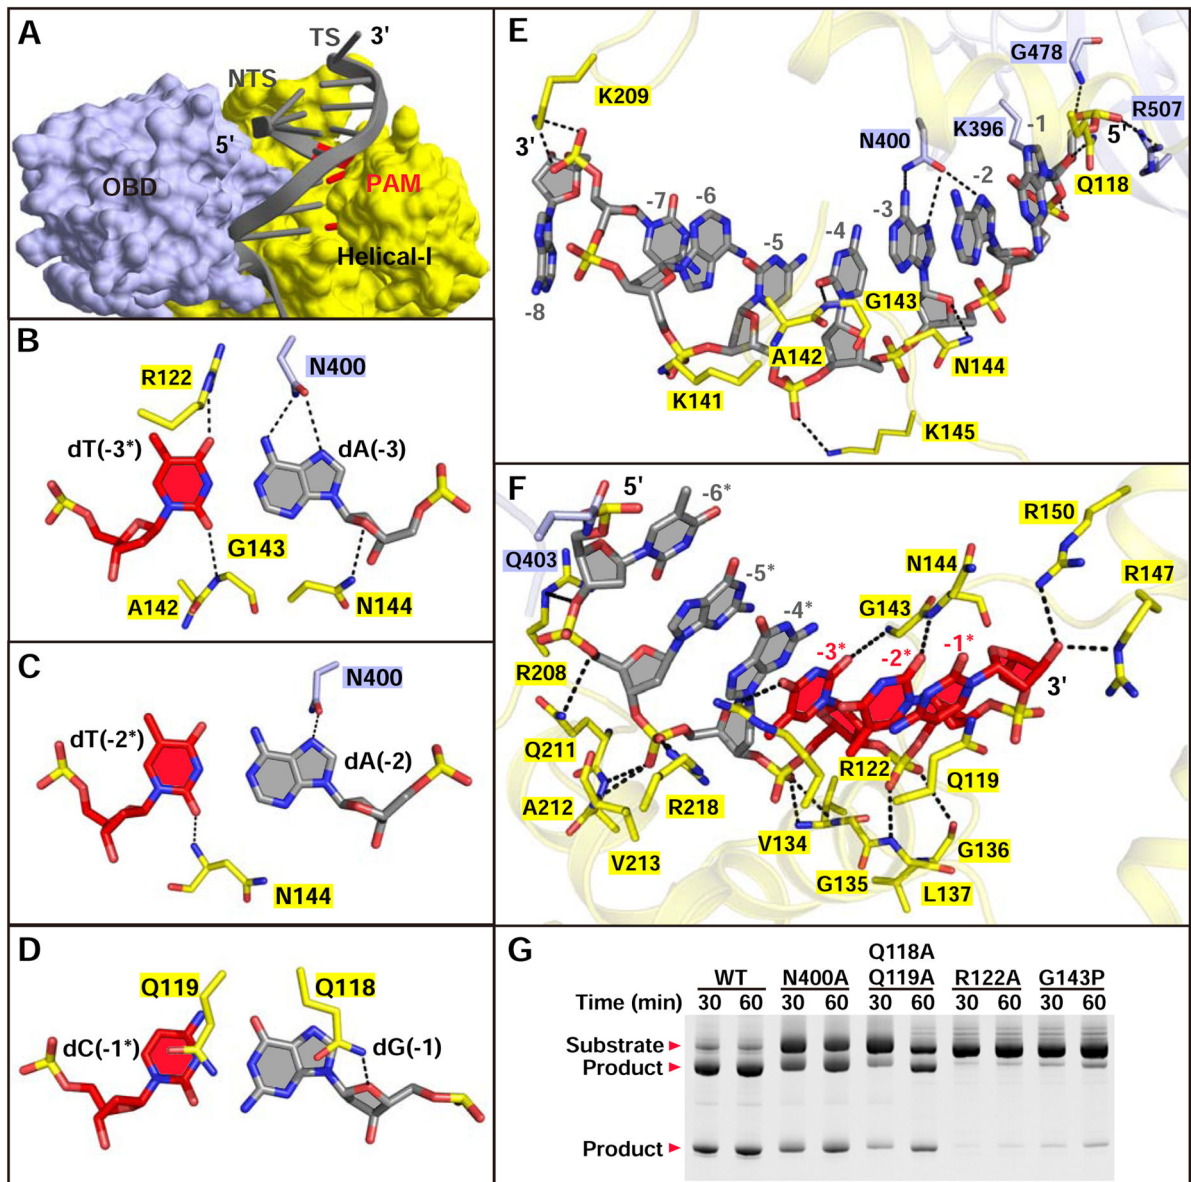 A
TS
3'
NTS
5'
OBD
PAM
Helical-I
B
R122
N400
dT(-3*)
dA(-3)
G143
A142
N144
C
N400
dT(-2*)
dA(-2)
N144
D
Q119
Q118
dC(-1*)
dG(-1)
E
G478
K209
R507
N400
K396
-1
5'
3'
Q118
-2
-7
-6
-3
-4
-5
G143
-8
A142
N144
K141
K145
F
5'
-6*
R150
Q403
N144
R147
-5*
G143
-4*
-3*
-2*
-1*
R208
3'
Q211
R122
Q119
A212
R218
V134
G136
V213
G135
L137
G
Q118A
WT N400A Q119A R122A G143P
Time (min) 30 60 30 60 30 60 30 60 30 60
Substrate
Product
Product